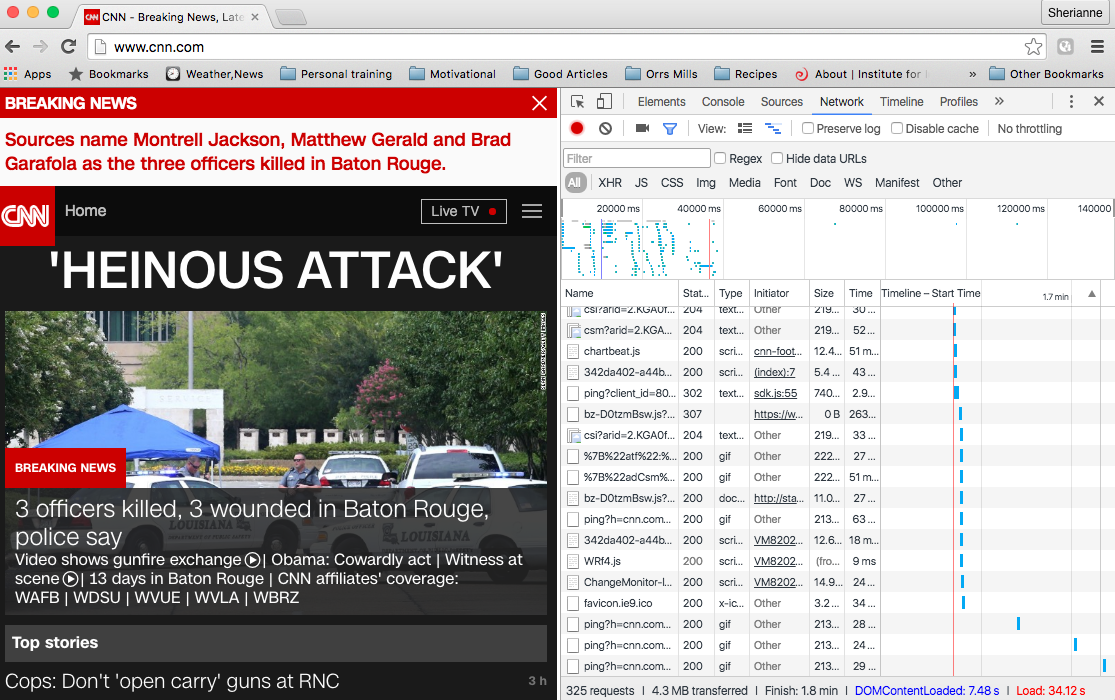 CNN - Breaking News, Late
Sherianne
www.cnn.com
Apps Bookmarks Weather,News Personal training Motivational Good Articles Orrs Mills Recipes About | Institute for » Other Bookmarks
BREAKING NEWS
Sources name Montrell Jackson, Matthew Gerald and Brad
Garafola as the three officers killed in Baton Rouge.
CNN Home Live TV
'HEINOUS ATTACK'
BREAKING NEWS
3 officers killed, 3 wounded in Baton Rouge,
police say
Video shows gunfire exchange | Obama: Cowardly act | Witness at
scene | 13 days in Baton Rouge | CNN affiliates' coverage:
WAFB | WDSU | WVUE | WVLA | WBRZ
LOUISIANA
LOUISIANA
Top stories
Cops: Don't 'open carry' guns at RNC 3 h
Elements Console Sources Network Timeline Profiles »
View: Preserve log Disable cache No throttling
Filter Regex Hide data URLs
All XHR JS CSS Img Media Font Doc WS Manifest Other
20000 ms 40000 ms 60000 ms 80000 ms 100000 ms 120000 ms 140000
Name Stat... Type Initiator Size Time Timeline – Start Time 1.7 min
csi?arid=2.KGA0f... 204 text... Other 219... 30 ...
csm?arid=2.KGA... 204 text... Other 219... 52 ...
chartbeat.js 200 scri... cnn-foot... 12.4... 51 m...
342da402-a44b... 200 scri... (index):7 5.4 ... 43 ...
ping?client_id=80... 302 text... sdk.js:55 740... 2.9...
bz-D0tzmBsw.js?... 307 https://w... 0 B 263...
csi?arid=2.KGA0f... 204 text... Other 219... 33 ...
%7B%22atf%22:%... 200 gif Other 222... 27 ...
%7B%22adCsm%... 200 gif Other 222... 51 m...
bz-D0tzmBsw.js?... 200 doc... http://sta... 11.0... 27 ...
ping?h=cnn.com... 200 gif Other 213... 63 ...
342da402-a44b... 200 scri... VM8202... 12.6... 18 m...
WRf4.js 200 scri... VM8202... (fro... 9 ms
ChangeMonitor-l... 200 scri... VM8202... 14.9... 24 ...
favicon.ie9.ico 200 x-ic... Other 3.2 ... 34 ...
ping?h=cnn.com... 200 gif Other 213... 28 ...
ping?h=cnn.com... 200 gif Other 213... 24 ...
ping?h=cnn.com... 200 gif Other 213... 29 ...
325 requests | 4.3 MB transferred | Finish: 1.8 min | DOMContentLoaded: 7.48 s | Load: 34.12 s